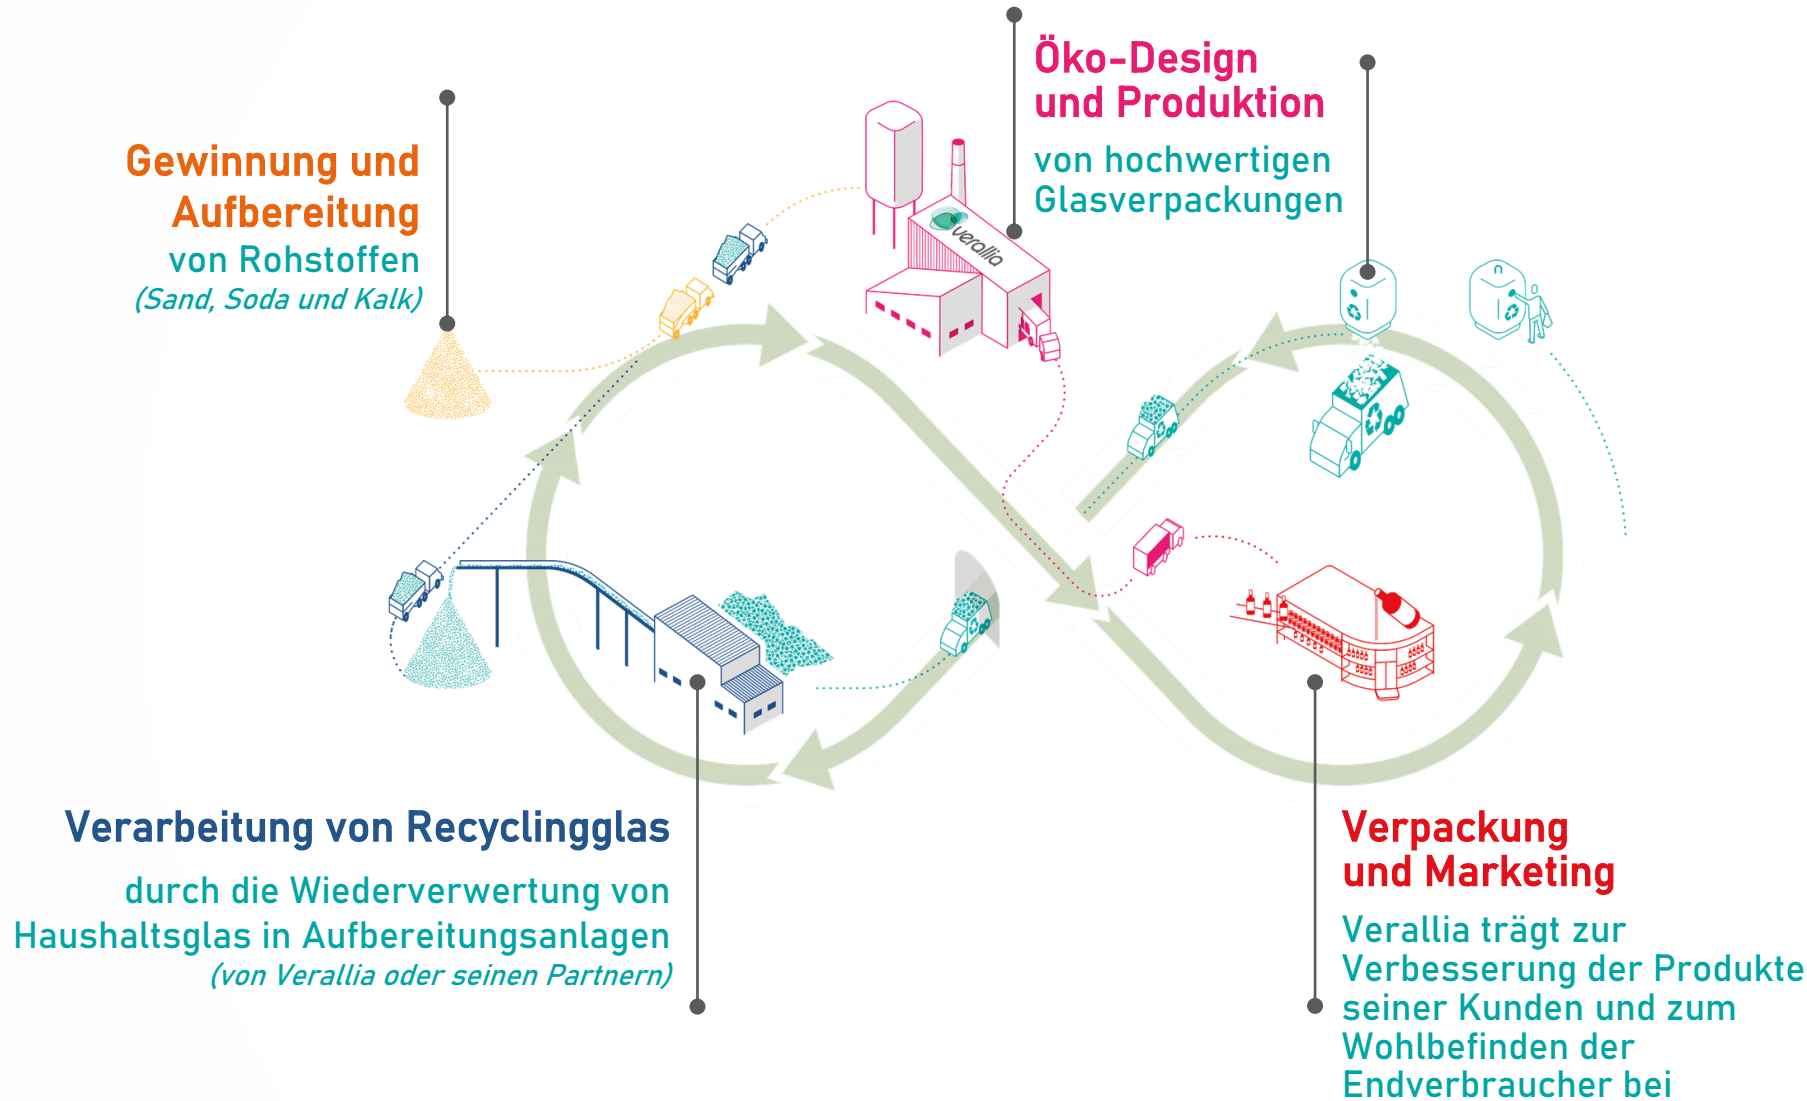 Öko-Design
und Produktion
von hochwertigen
Glasverpackungen
Gewinnung und
Aufbereitung
von Rohstoffen
(Sand, Soda und Kalk)
verallia
Verarbeitung von Recyclingglas
durch die Wiederverwertung von
Haushaltsglas in Aufbereitungsanlagen
(von Verallia oder seinen Partnern)
Verpackung
und Marketing
Verallia trägt zur
Verbesserung der Produkte
seiner Kunden und zum
Wohlbefinden der
Endverbraucher bei